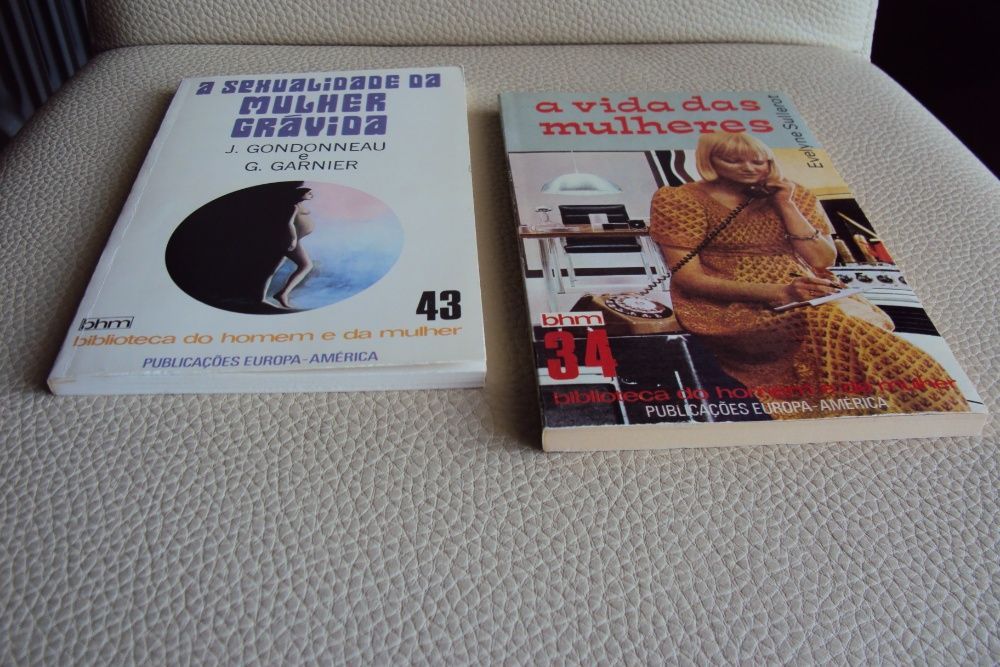 A SEXUALIDADE DA
MULHER
GRÁVIDA
J. GONDONNEAU
e
G. GARNIER
43
bhm
biblioteca do homem e da mulher
PUBLICAÇÕES EUROPA-AMÉRICA
a vida das
mulheres
Evelyne Sullerot
bhm
34
biblioteca do homem e da mulher
PUBLICAÇÕES EUROPA-AMÉRICA